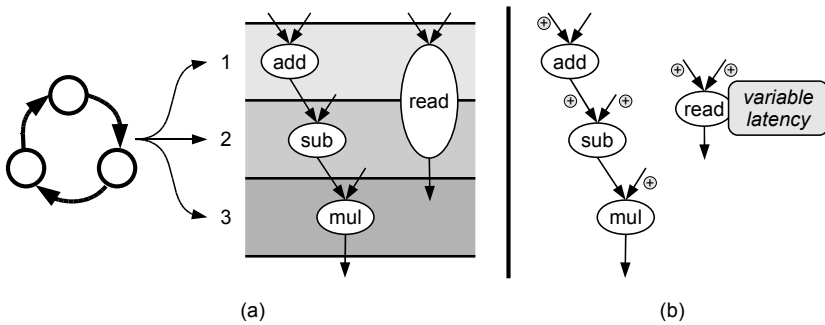 1
add
read
2
sub
3
mul
(a)
⊕
add
⊕ ⊕
sub
⊕
mul
⊕ ⊕
read
variable
latency
(b)